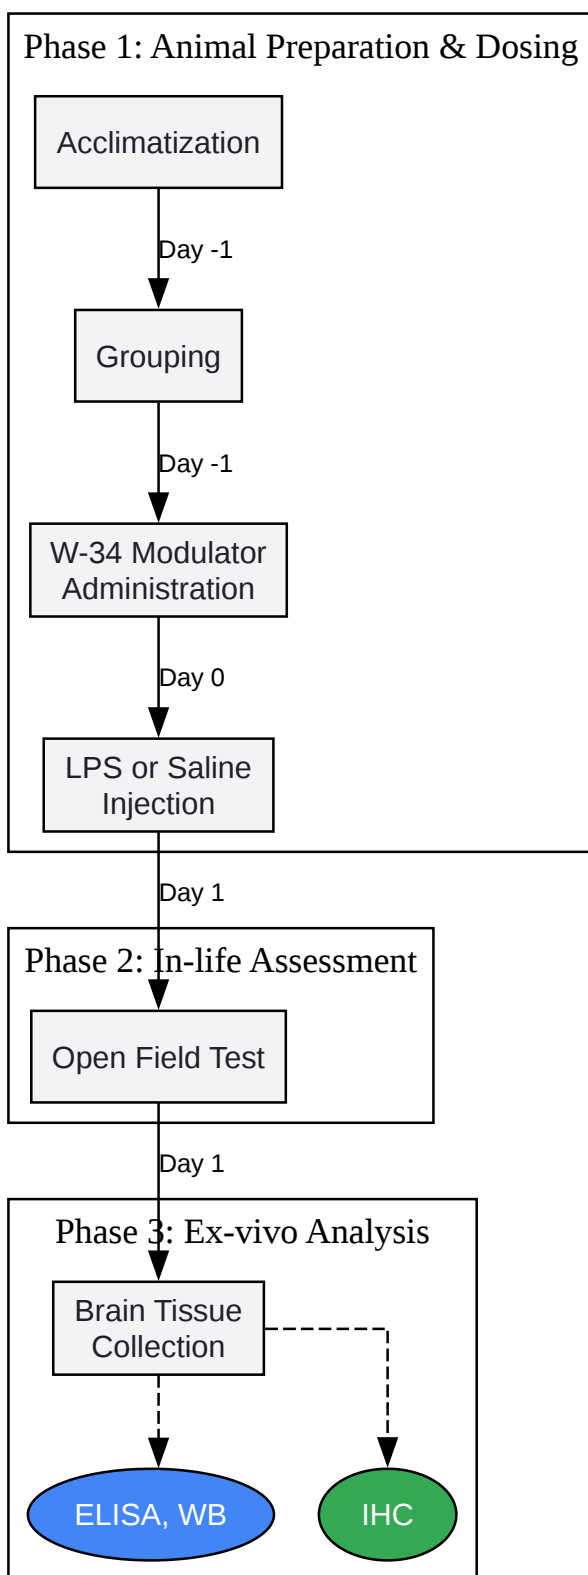 Phase 1: Animal Preparation & Dosing
Acclimatization
Day -1
Grouping
Day -1
W-34 Modulator
Administration
Day 0
LPS or Saline
Injection
Day 1
Phase 2: In-life Assessment
Open Field Test
Day 1
Phase 3: Ex-vivo Analysis
Brain Tissue
Collection
ELISA, WB
IHC